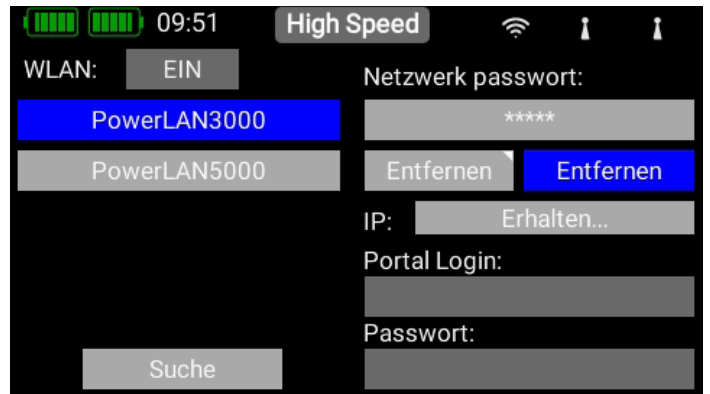 09:51 High Speed
WLAN: EIN
PowerLAN3000
PowerLAN5000
Suche
Netzwerk passwort:
*****
Entfernen Entfernen
IP: Erhalten...
Portal Login:
Passwort: